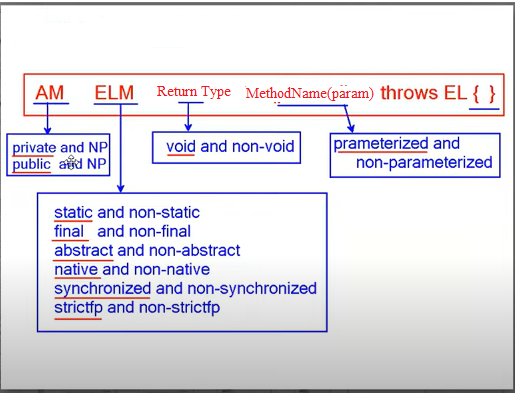 AM ELM Return Type MethodName(param) throws EL { }
private and NP
public and NP
void and non-void
prameterized and
non-parameterized
static and non-static
final and non-final
abstract and non-abstract
native and non-native
synchronized and non-synchronized
strictfp and non-strictfp